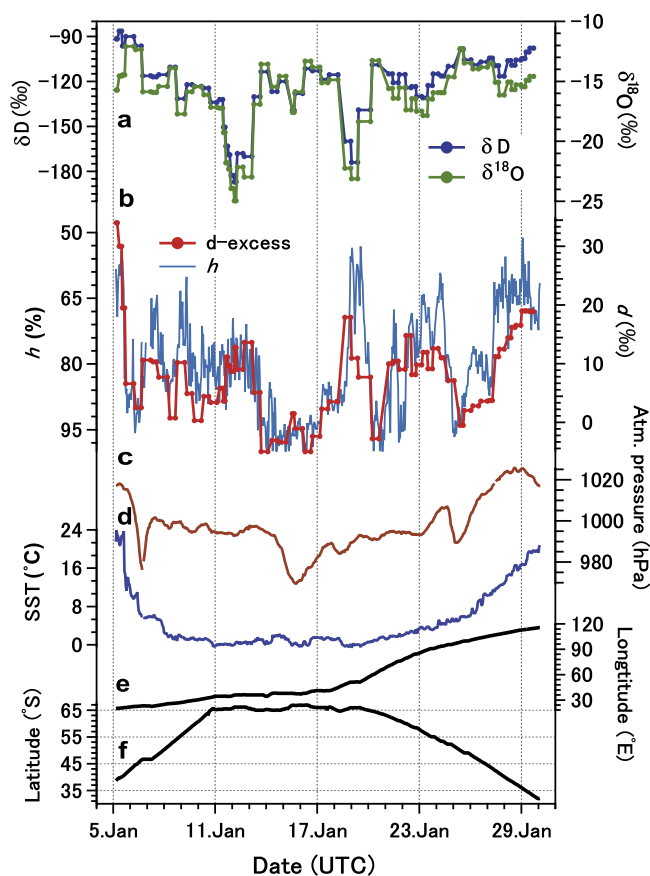 −90
−120
−150
−180
δD (‰)
a
−10
−15
−20
−25
δ¹⁸O (‰)
δ D
δ¹⁸O
b
50
65
80
95
h (%)
d-excess
h
30
20
10
0
d (‰)
c
1020
1000
980
Atm. pressure (hPa)
d
24
16
8
0
SST (°C)
e
120
90
60
30
Longtitude (°E)
f
65
55
45
35
Latitude (°S)
5.Jan 11.Jan 17.Jan 23.Jan 29.Jan
Date (UTC)